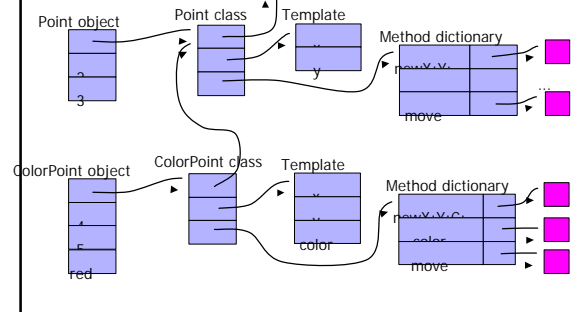 Point object
Point class
Template
Method dictionary
newX:Y:
...
2
x
y
3
move
ColorPoint object
ColorPoint class
Template
Method dictionary
4
x
newX:Y:C:
5
y
color
red
color
move